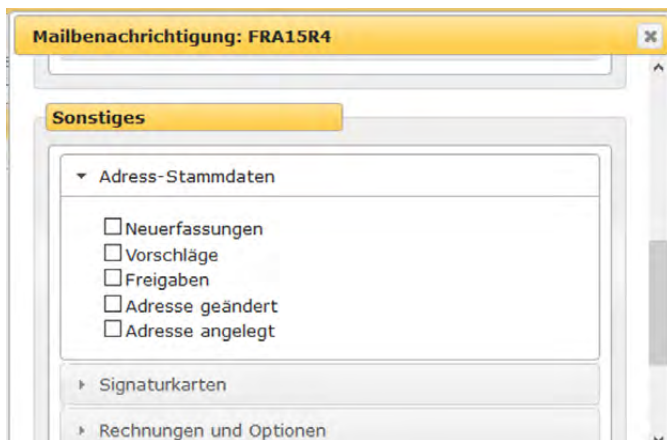 Mailbenachrichtigung: FRA15R4
Sonstiges
Adress-Stammdaten
Neuerfassungen
Vorschläge
Freigaben
Adresse geändert
Adresse angelegt
Signaturkarten
Rechnungen und Optionen